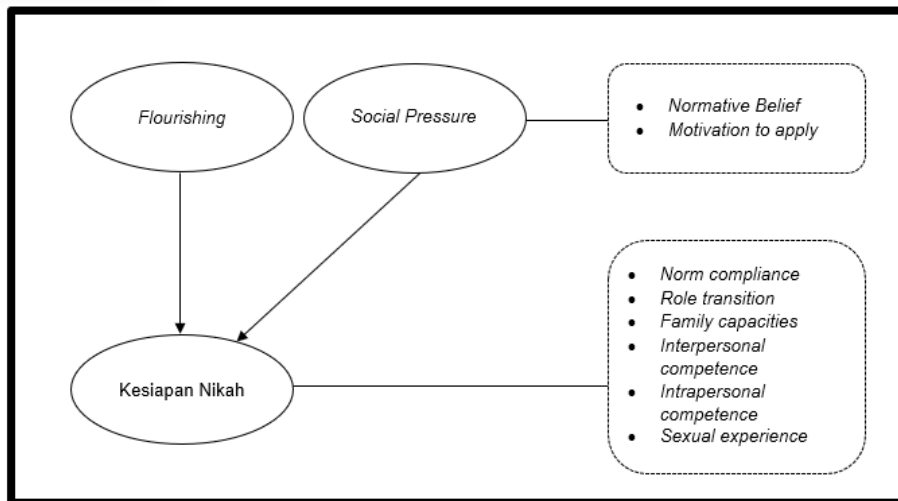 Flourishing
Social Pressure
• Normative Belief
• Motivation to apply
Kesiapan Nikah
• Norm compliance
• Role transition
• Family capacities
• Interpersonal
competence
• Intrapersonal
competence
• Sexual experience